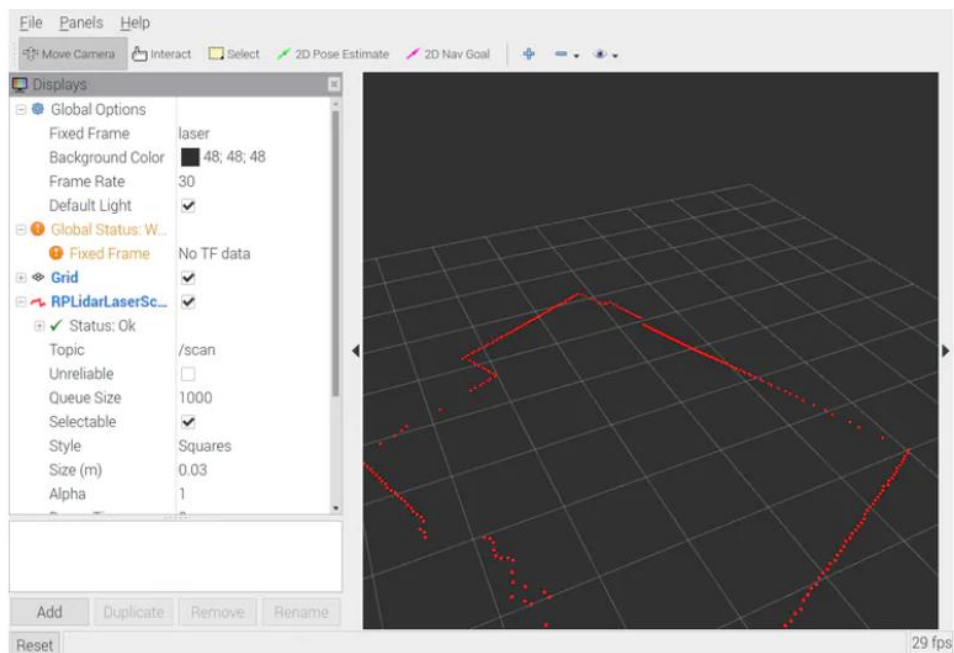 File Panels Help
Move Camera Interact Select 2D Pose Estimate 2D Nav Goal
Displays
Global Options
Fixed Frame laser
Background Color 48; 48; 48
Frame Rate 30
Default Light
Global Status: W...
Fixed Frame No TF data
Grid
RPLidarLaserSc...
Status: Ok
Topic /scan
Unreliable
Queue Size 1000
Selectable
Style Squares
Size (m) 0.03
Alpha 1
Add Duplicate Remove Rename
Reset 29 fps